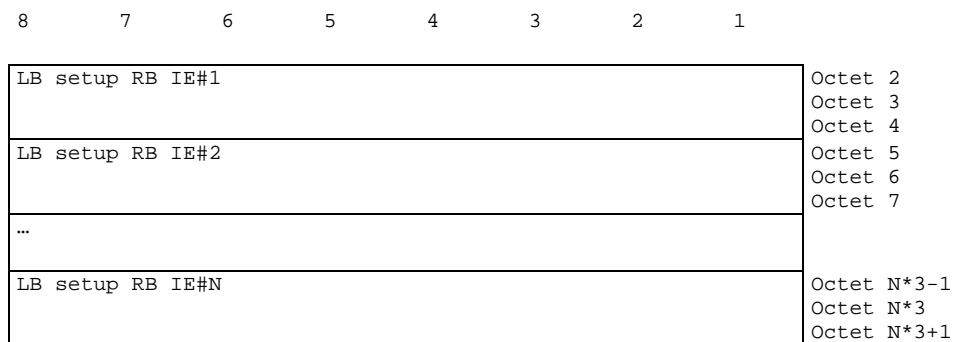 8 7 6 5 4 3 2 1
LB setup RB IE#1 Octet 2
Octet 3
Octet 4
LB setup RB IE#2 Octet 5
Octet 6
Octet 7
…
LB setup RB IE#N Octet N*3-1
Octet N*3
Octet N*3+1